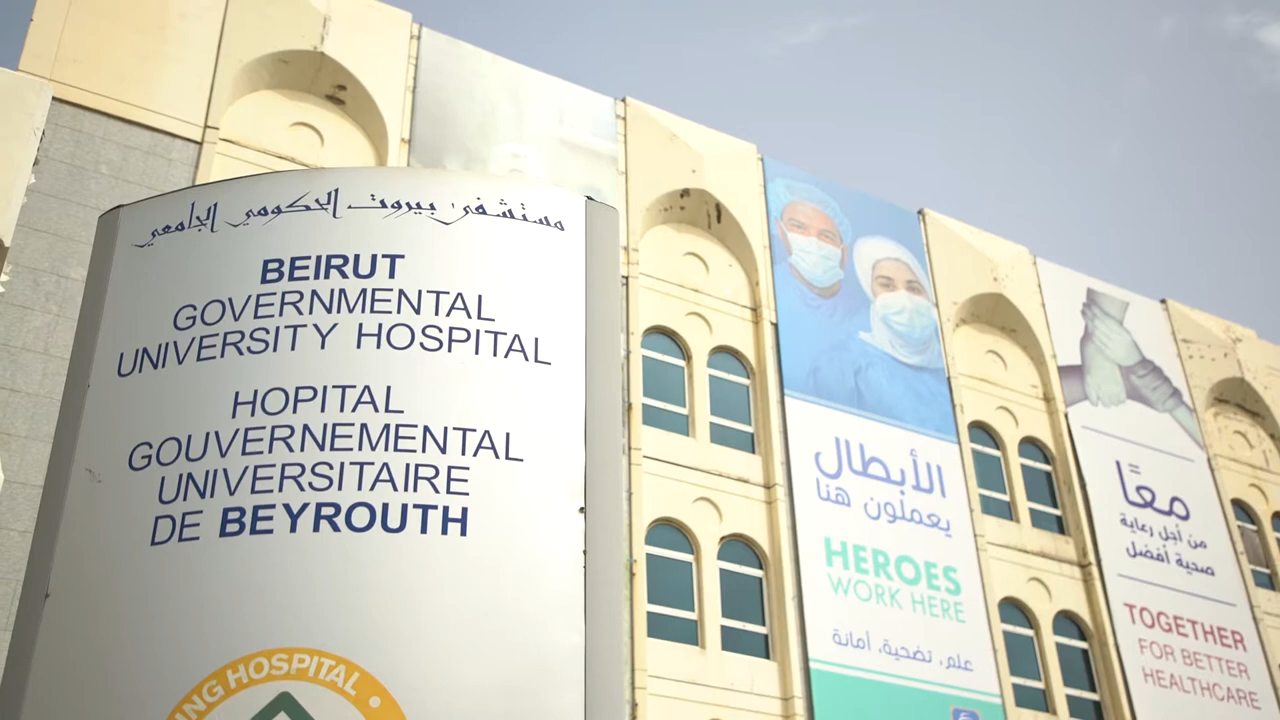 مستشفى بيروت الحكومي الجامعي
BEIRUT
GOVERNMENTAL
UNIVERSITY HOSPITAL
HOPITAL
GOUVERNEMENTAL
UNIVERSITAIRE
DE BEYROUTH
HOSPITAL
الأبطال
يعملون هنا
HEROES
WORK HERE
علم، تضحية، أمانة
معًا
من أجل رعاية
صحية أفضل
TOGETHER
FOR BETTER
HEALTHCARE